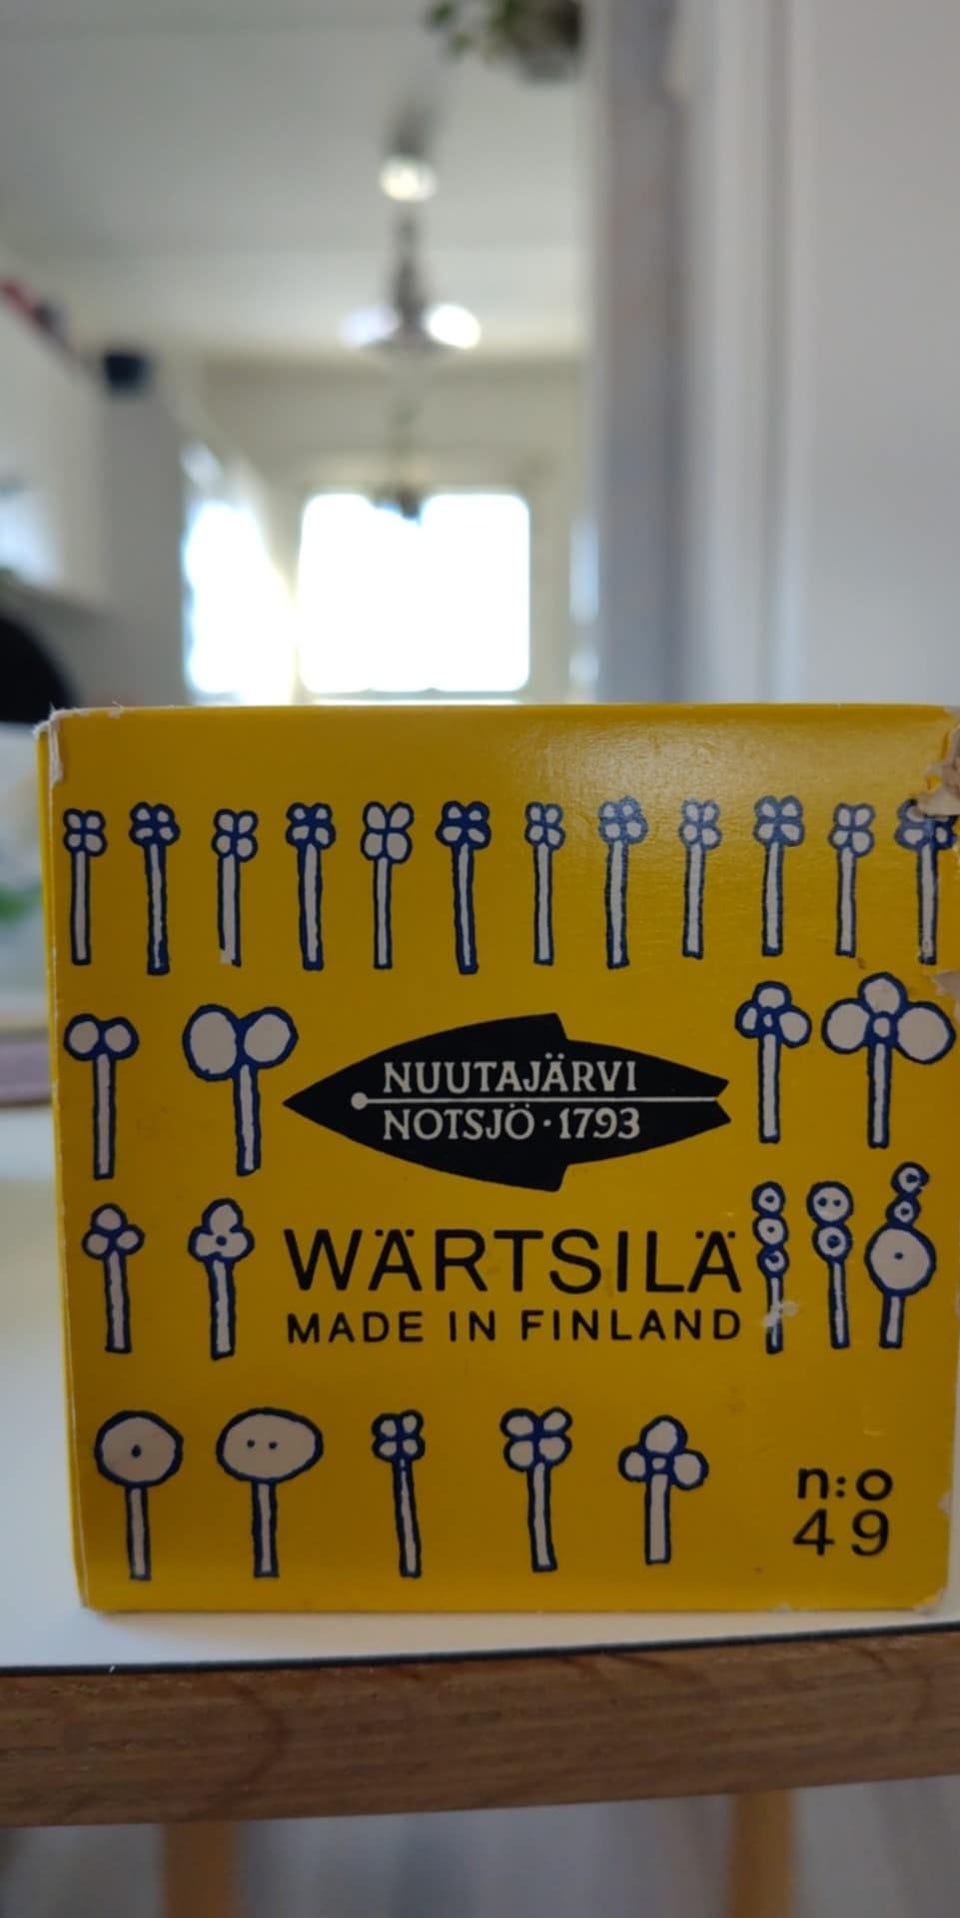 NUUTAJÄRVI
NOTSJÖ · 1793
WÄRTSILÄ
MADE IN FINLAND
n:o
49